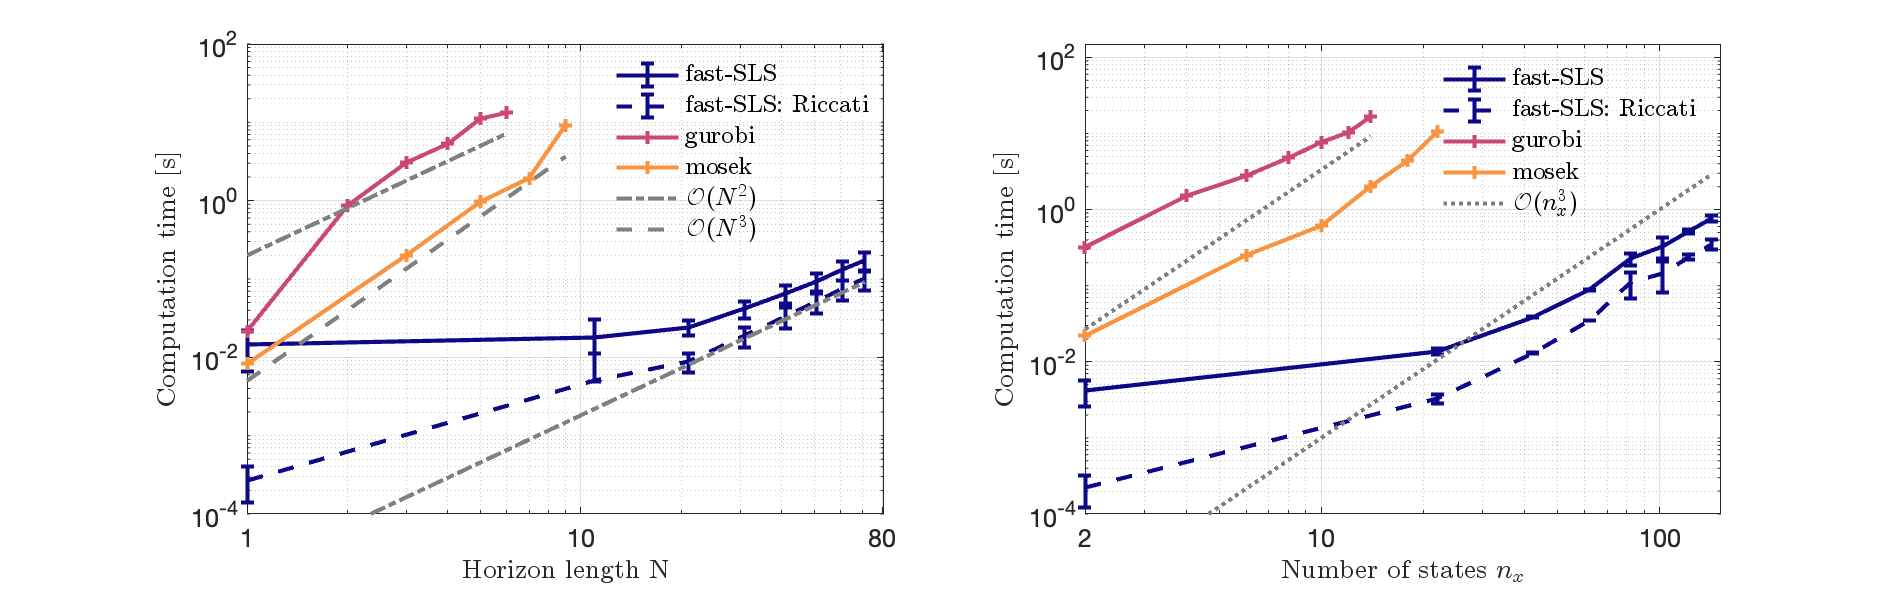 10^2
10^0
10^-2
10^-4
Computation time [s]
1
10
80
Horizon length N
fast-SLS
fast-SLS: Riccati
gurobi
mosek
𝒪(N^2)
𝒪(N^3)
10^2
10^0
10^-2
10^-4
Computation time [s]
2
10
100
Number of states n_x
fast-SLS
fast-SLS: Riccati
gurobi
mosek
𝒪(n_x^3)